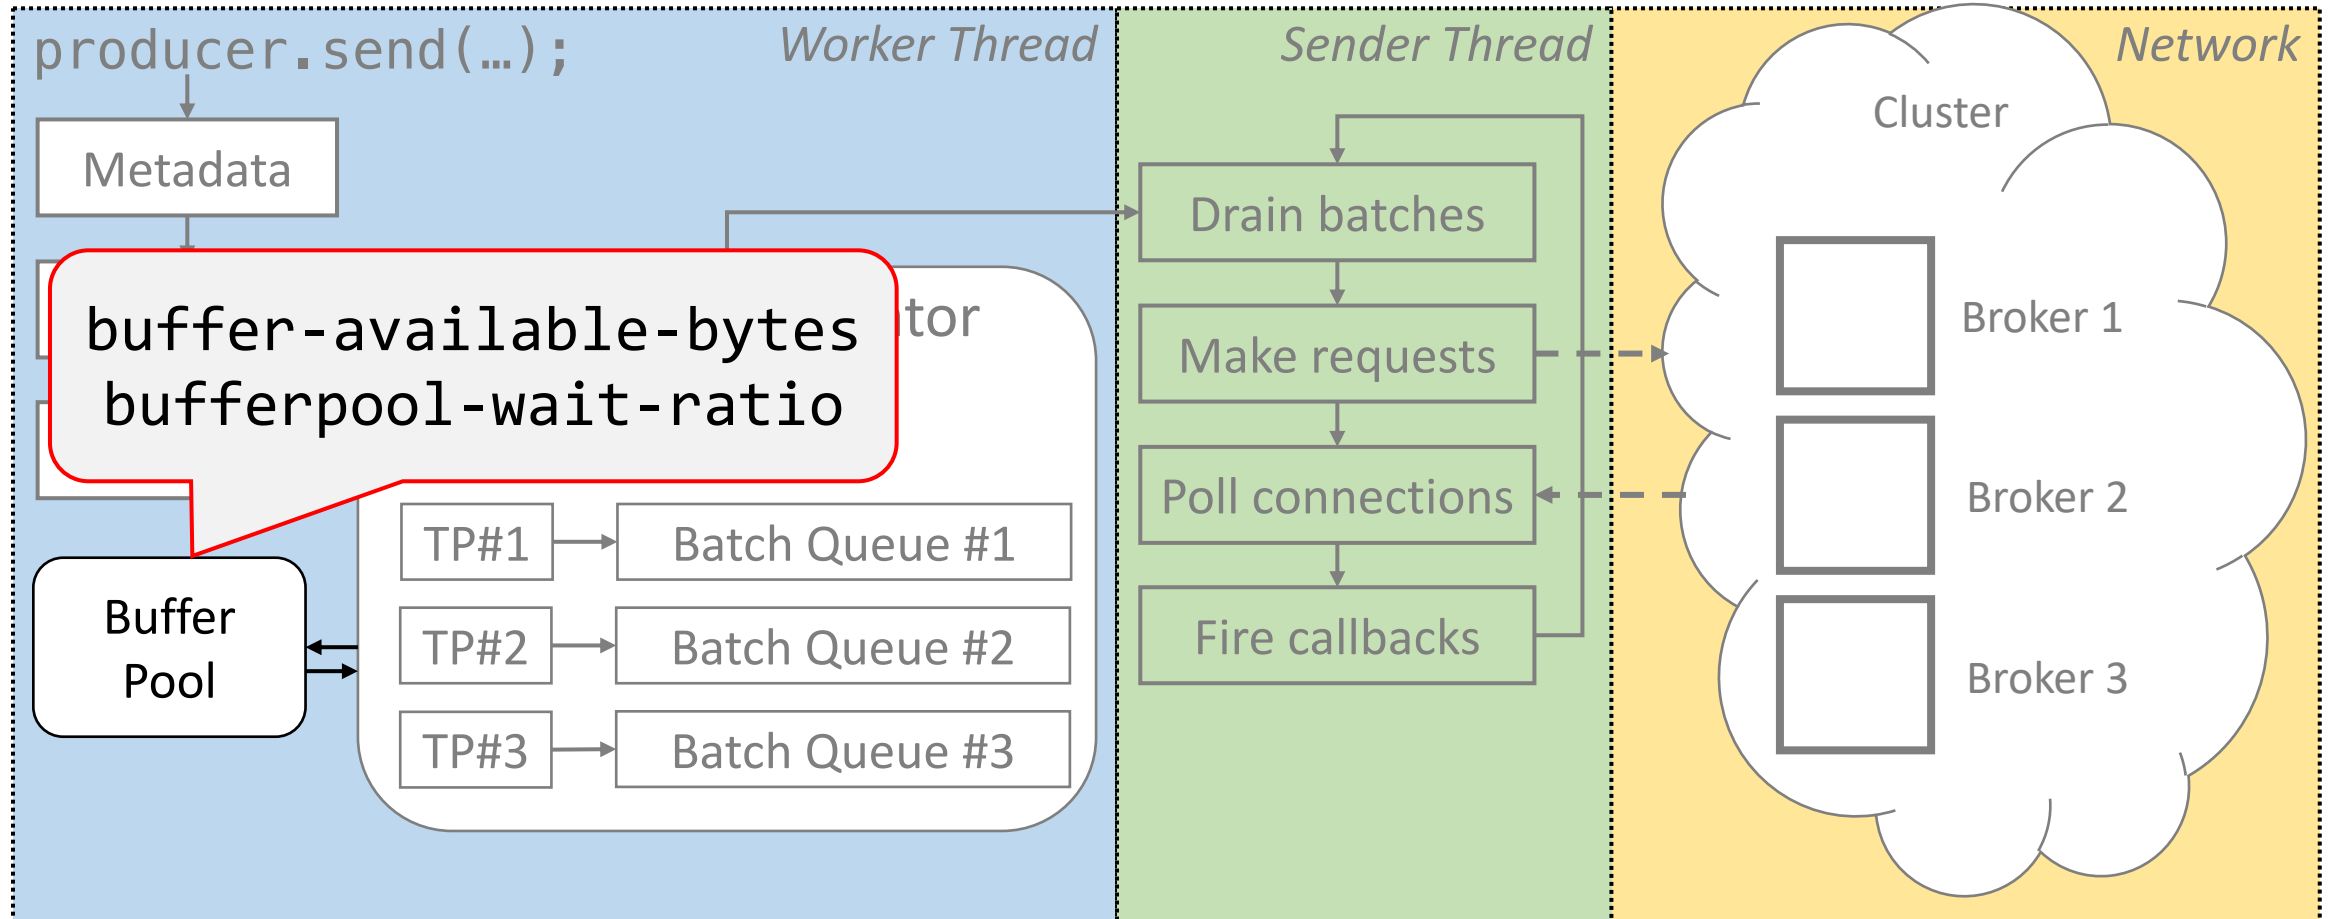 producer.send(…);
Worker Thread
Sender Thread
Network
Metadata
Cluster
Drain batches
buffer-available-bytes
bufferpool-wait-ratio
tor
Make requests
Broker 1
Poll connections
Broker 2
TP#1
Batch Queue #1
Buffer
Pool
TP#2
Batch Queue #2
Fire callbacks
Broker 3
TP#3
Batch Queue #3